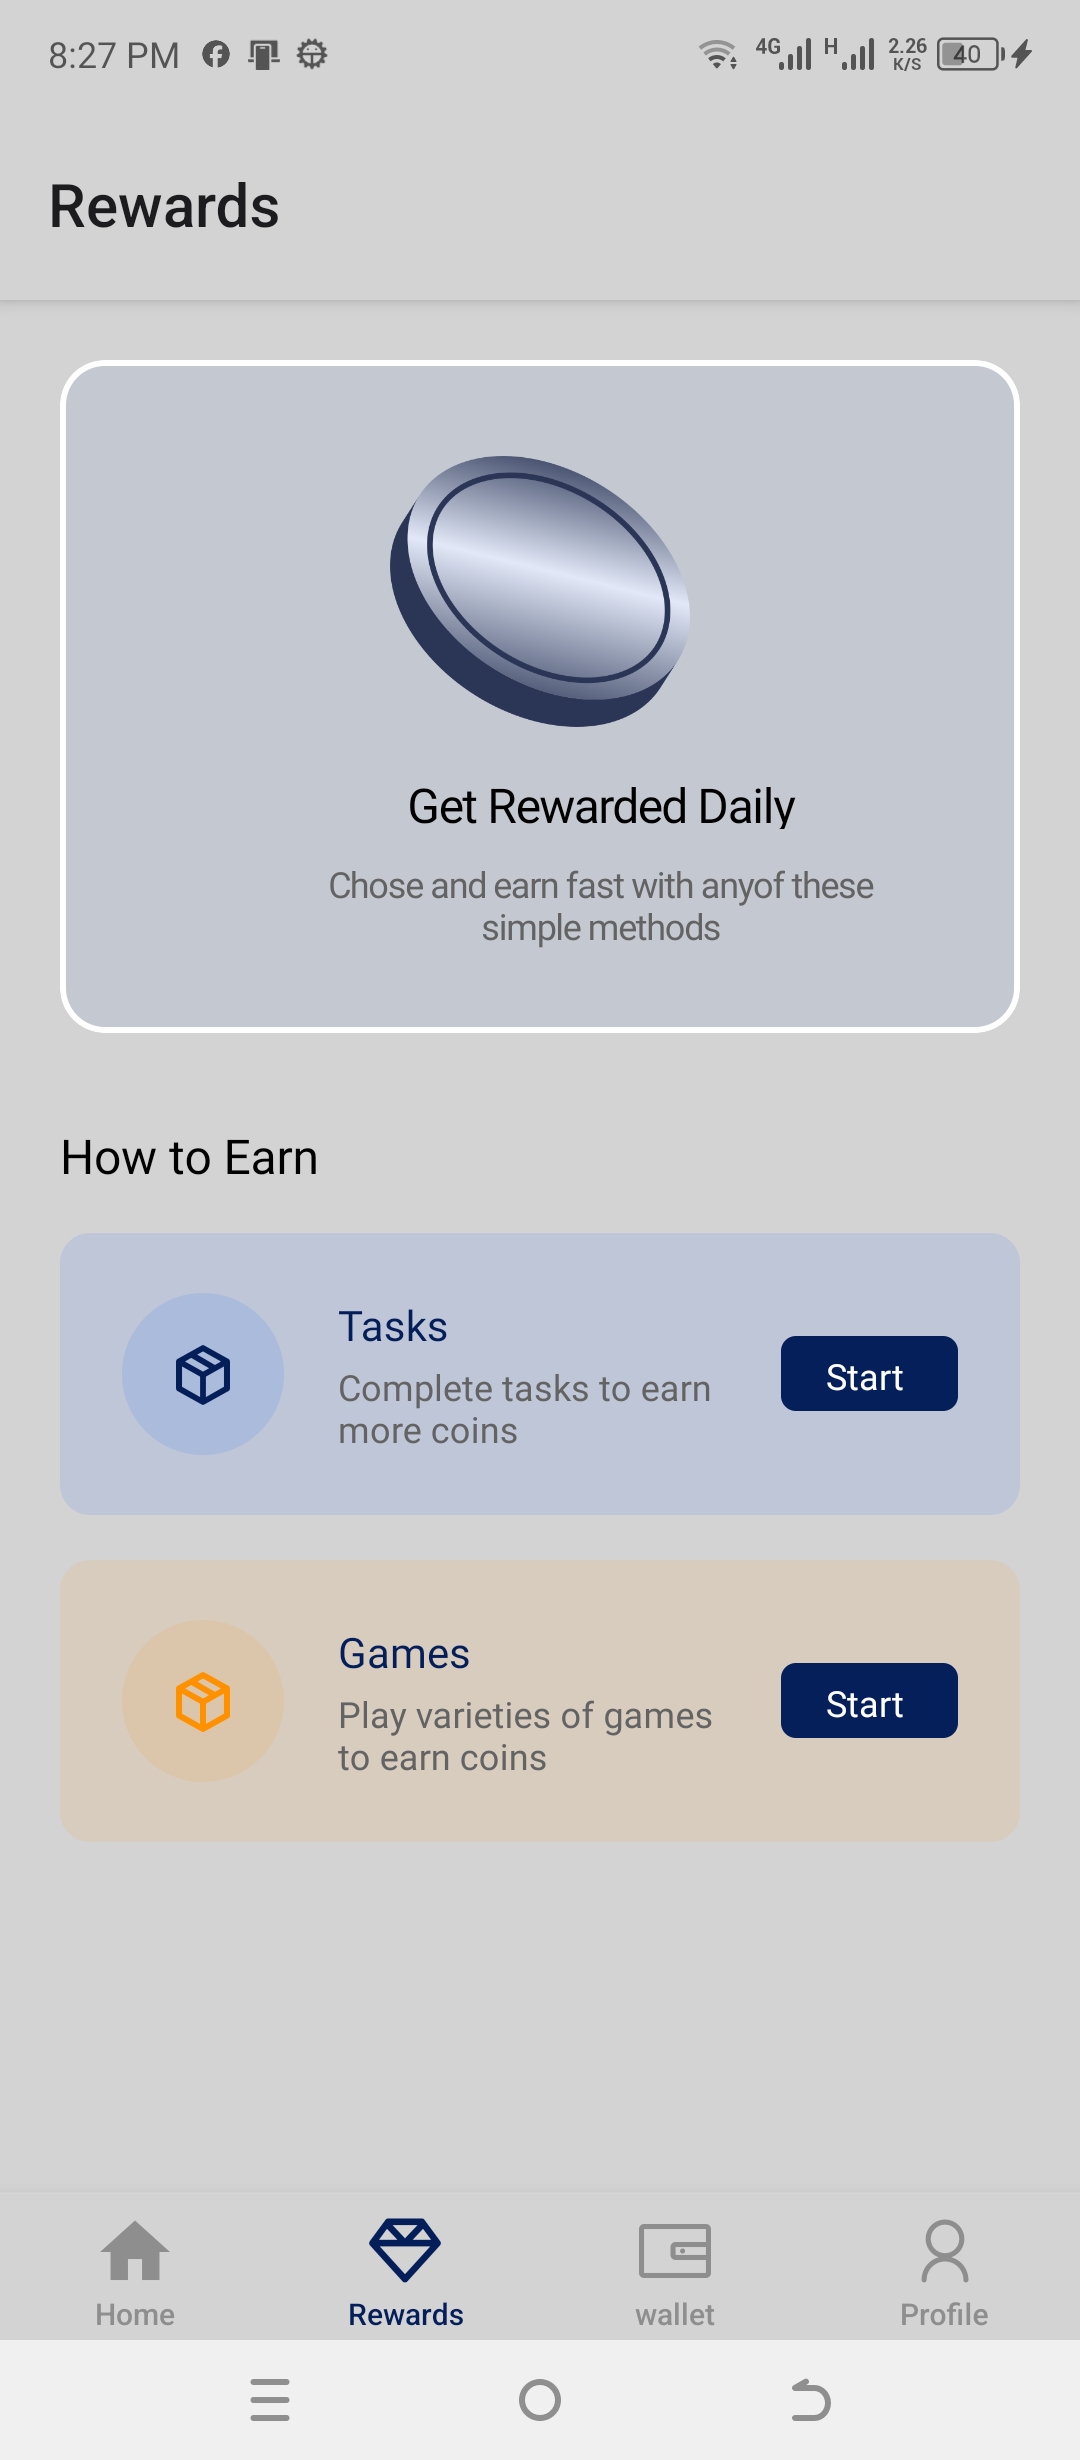 8:27 PM 4G H 2.26 K/S 40
Rewards
Get Rewarded Daily
Chose and earn fast with anyof these
simple methods
How to Earn
Tasks
Complete tasks to earn
more coins
Start
Games
Play varieties of games
to earn coins
Start
Home Rewards wallet Profile